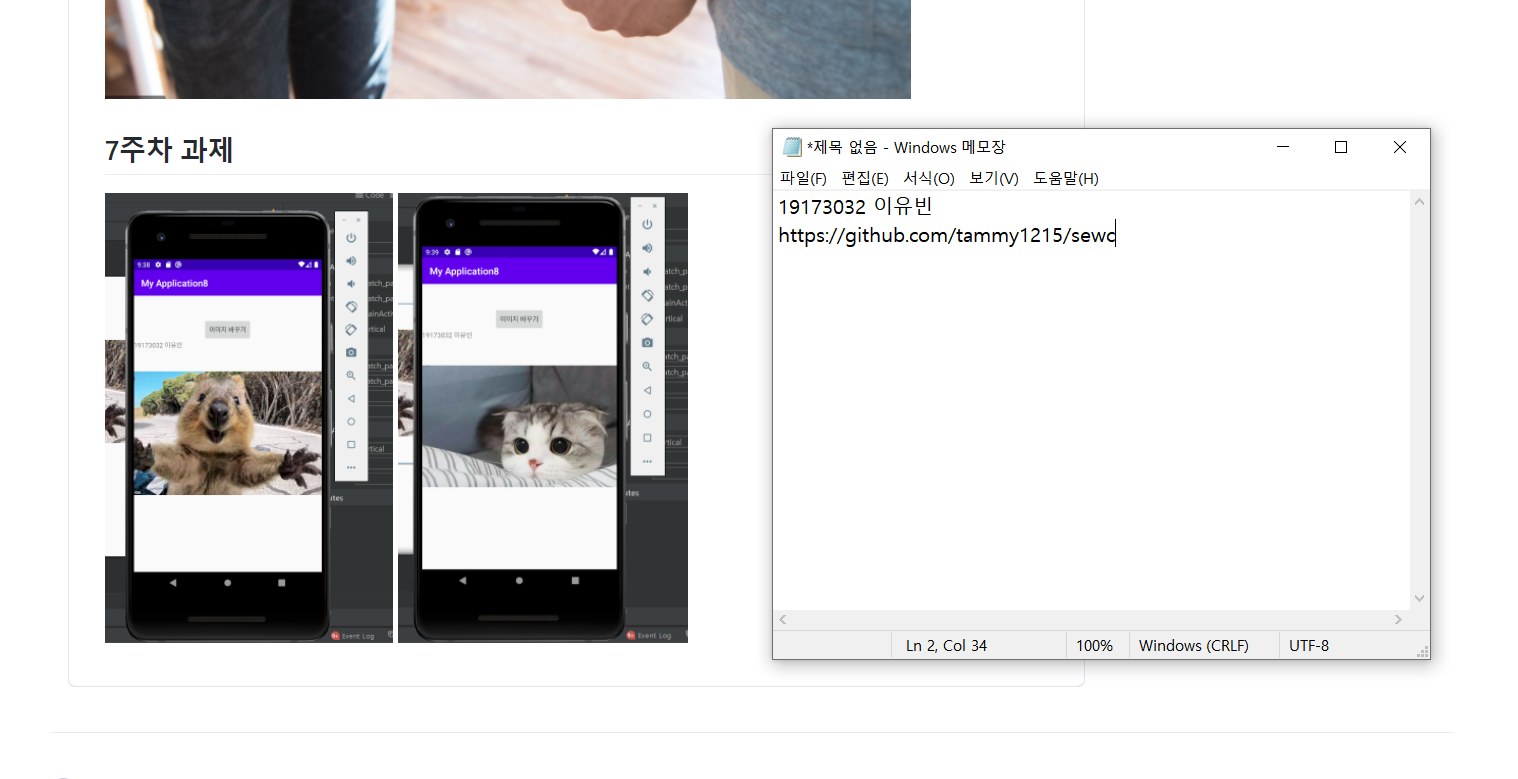 7주차 과제
Code
9:38
My Application8
이미지 바꾸기
19173032 이유빈
Event Log
9:39
My Application8
이미지 바꾸기
19173032 이유빈
Event Log
*제목 없음 - Windows 메모장
파일(F) 편집(E) 서식(O) 보기(V) 도움말(H)
19173032 이유빈
https://github.com/tammy1215/sewc
Ln 2, Col 34 100% Windows (CRLF) UTF-8